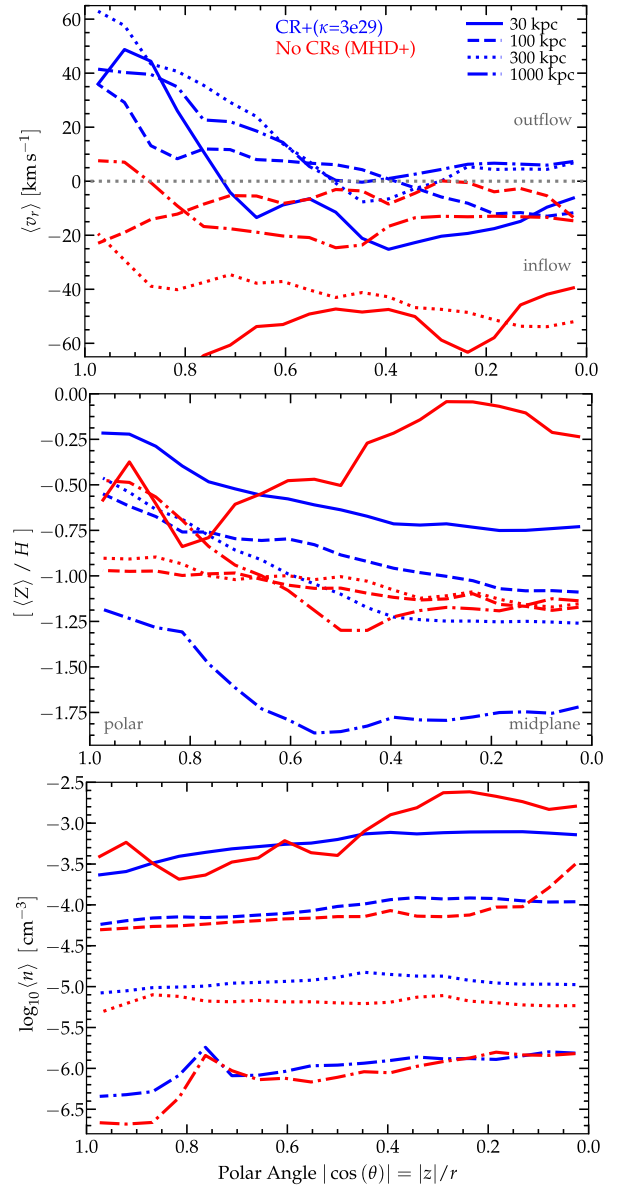 CR+(κ=3e29)
No CRs (MHD+)
30 kpc
100 kpc
300 kpc
1000 kpc
outflow
inflow
⟨v_r⟩ [km s⁻¹]
60
40
20
0
−20
−40
−60
1.0 0.8 0.6 0.4 0.2 0.0
[ ⟨Z⟩ / H ]
0.00
−0.25
−0.50
−0.75
−1.00
−1.25
−1.50
−1.75
polar
midplane
1.0 0.8 0.6 0.4 0.2 0.0
log₁₀⟨n⟩ [cm⁻³]
−2.5
−3.0
−3.5
−4.0
−4.5
−5.0
−5.5
−6.0
−6.5
1.0 0.8 0.6 0.4 0.2 0.0
Polar Angle |cos (θ)| = |z|/r